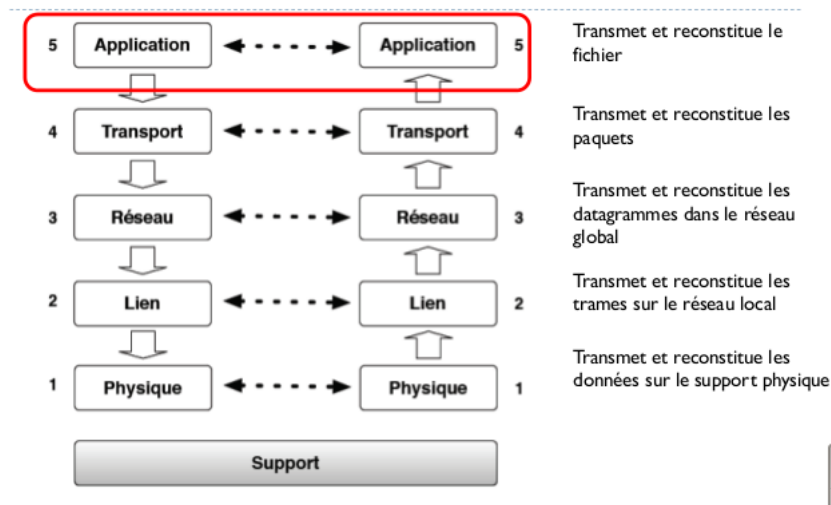 5 Application Application 5 Transmet et reconstitue le
fichier
4 Transport Transport 4 Transmet et reconstitue les
paquets
3 Réseau Réseau 3 Transmet et reconstitue les
datagrammes dans le réseau
global
2 Lien Lien 2 Transmet et reconstitue les
trames sur le réseau local
1 Physique Physique 1 Transmet et reconstitue les
données sur le support physique
Support